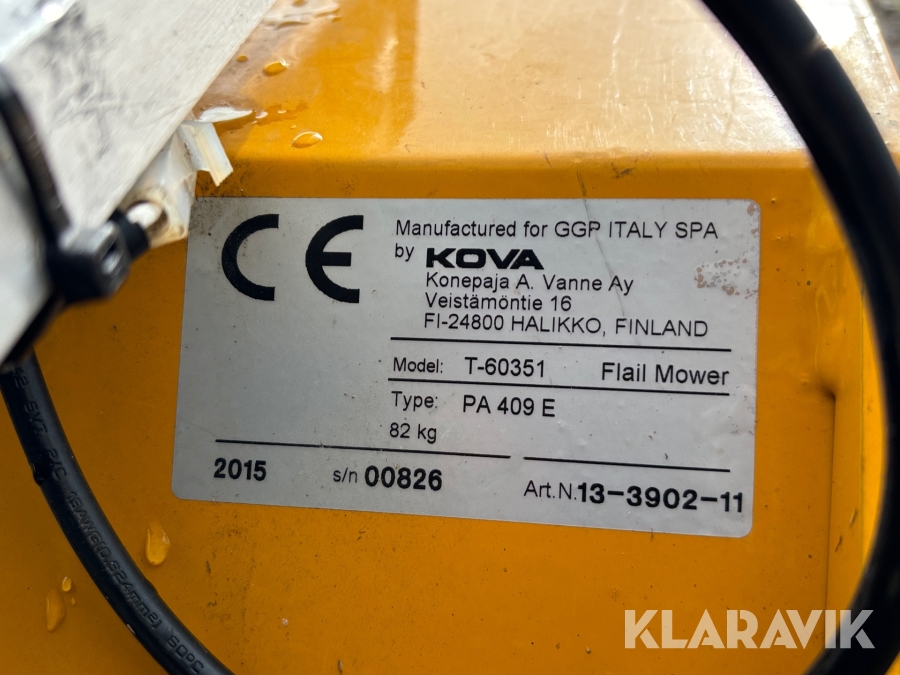 CE
Manufactured for GGP ITALY SPA
by KOVA
Konepaja A. Vanne Ay
Veistämöntie 16
FI-24800 HALIKKO, FINLAND
Model: T-60351 Flail Mower
Type: PA 409 E
82 kg
2015 s/n 00826 Art.N.13-3902-11
KLARAVIK